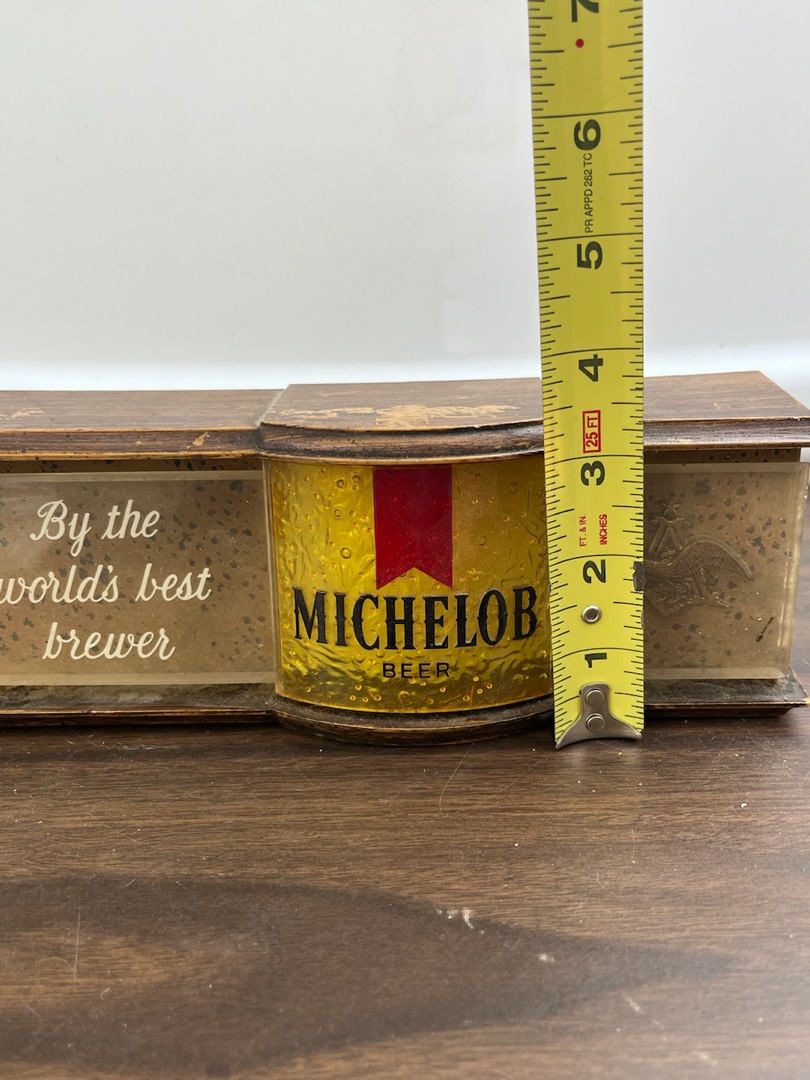 By the
world's best
brewer
MICHELOB
BEER
7
6
PR APPD 262 TC
5
4
25 FT
3
FT. & IN.
INCHES
2
1